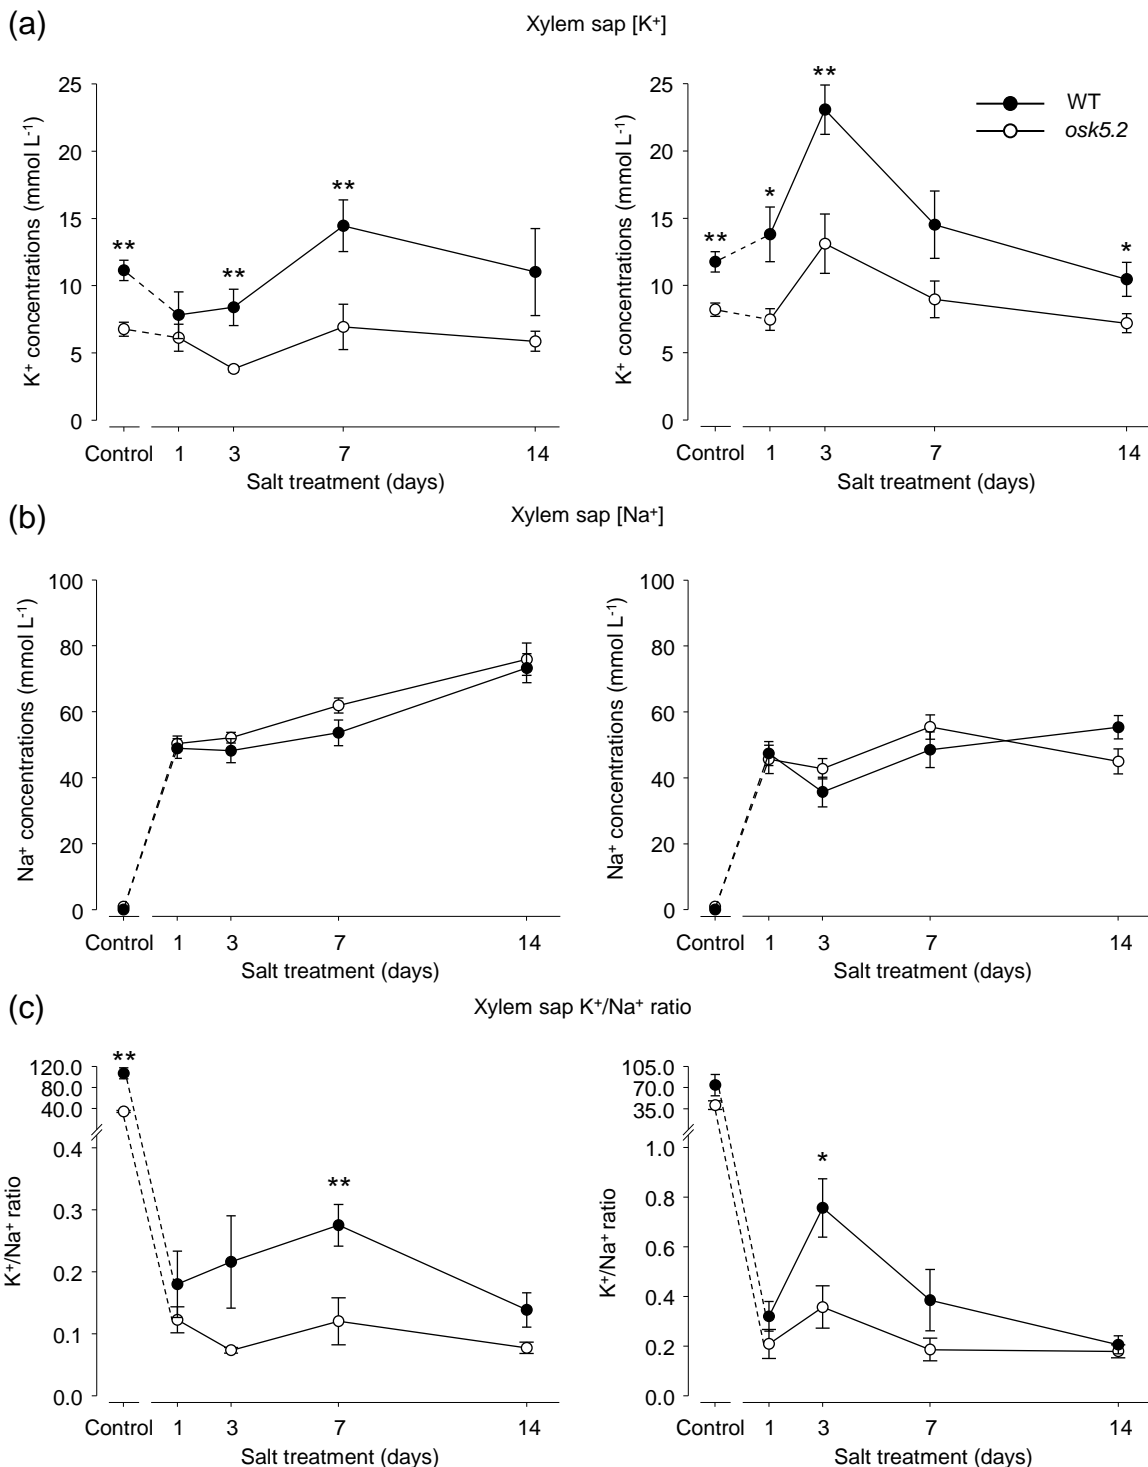 (a)
Xylem sap [K⁺]
K⁺ concentrations (mmol L⁻¹)
25
20
15
10
5
0
**
**
**
Control 1 3 7 14
Salt treatment (days)
K⁺ concentrations (mmol L⁻¹)
25
20
15
10
5
0
**
*
**
*
WT
osk5.2
Control 1 3 7 14
Salt treatment (days)
(b)
Xylem sap [Na⁺]
Na⁺ concentrations (mmol L⁻¹)
100
80
60
40
20
0
Control 1 3 7 14
Salt treatment (days)
Na⁺ concentrations (mmol L⁻¹)
100
80
60
40
20
0
Control 1 3 7 14
Salt treatment (days)
(c)
Xylem sap K⁺/Na⁺ ratio
K⁺/Na⁺ ratio
120.0
80.0
40.0
0.4
0.3
0.2
0.1
0.0
**
**
Control 1 3 7 14
Salt treatment (days)
K⁺/Na⁺ ratio
105.0
70.0
35.0
1.0
0.8
0.6
0.4
0.2
0.0
*
Control 1 3 7 14
Salt treatment (days)